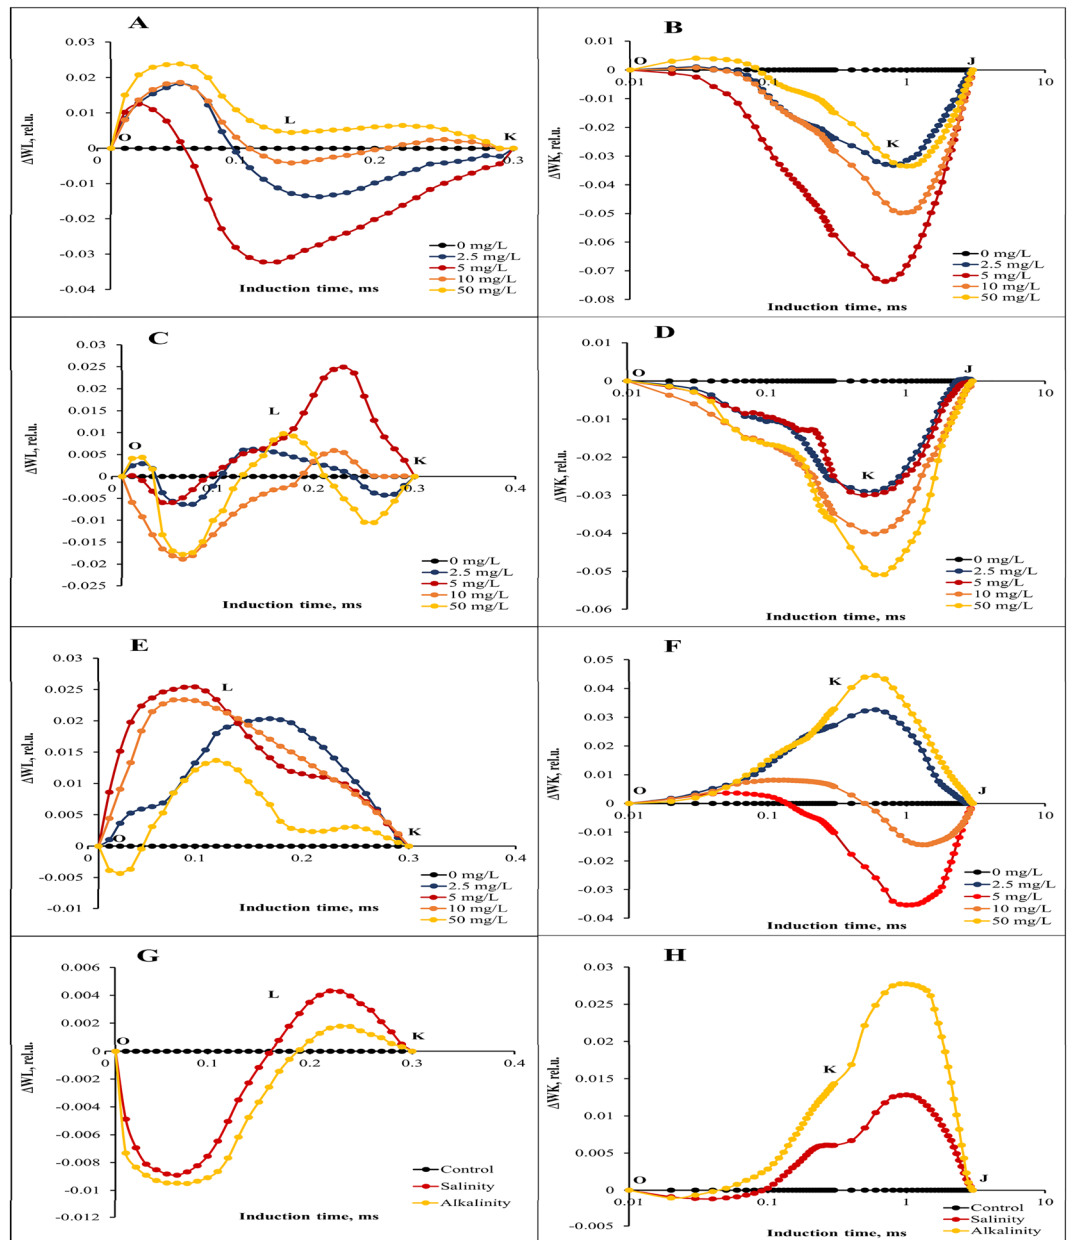 A
ΔWL, rel.u.
0.03
0.02
0.01
0
-0.01
-0.02
-0.03
-0.04
O
L
K
0
0.1
0.2
0.3
0 mg/L
2.5 mg/L
5 mg/L
10 mg/L
50 mg/L
Induction time, ms
B
ΔWK, rel.u.
0.01
0
-0.01
-0.02
-0.03
-0.04
-0.05
-0.06
-0.07
-0.08
O
K
J
0.01
0.1
1
10
0 mg/L
2.5 mg/L
5 mg/L
10 mg/L
50 mg/L
Induction time, ms
C
ΔWL, rel.u.
0.03
0.025
0.02
0.015
0.01
0.005
0
-0.005
-0.01
-0.015
-0.02
-0.025
O
L
K
0
0.1
0.2
0.3
0.4
0 mg/L
2.5 mg/L
5 mg/L
10 mg/L
50 mg/L
Induction time, ms
D
ΔWK, rel.u.
0.01
0
-0.01
-0.02
-0.03
-0.04
-0.05
-0.06
O
K
J
0.01
0.10
1
10
0 mg/L
2.5 mg/L
5 mg/L
10 mg/L
50 mg/L
Induction time, ms
E
ΔWL, rel.u.
0.03
0.025
0.02
0.015
0.01
0.005
0
-0.005
-0.01
O
L
K
0
0.1
0.2
0.3
0.4
0 mg/L
2.5 mg/L
5 mg/L
10 mg/L
50 mg/L
Induction time, ms
F
ΔWK, rel.u.
0.05
0.04
0.03
0.02
0.01
0
-0.01
-0.02
-0.03
-0.04
O
K
J
0.01
0.1
1
10
0 mg/L
2.5 mg/L
5 mg/L
10 mg/L
50 mg/L
Induction time, ms
G
ΔWL, rel.u.
0.006
0.004
0.002
0
-0.002
-0.004
-0.006
-0.008
-0.01
-0.012
O
L
K
0
0.1
0.2
0.3
0.4
Control
Salinity
Alkalinity
Induction time, ms
H
ΔWK, rel.u.
0.03
0.025
0.02
0.015
0.01
0.005
0
-0.005
O
K
J
0.01
0.10
1
10
Control
Salinity
Alkalinity
Induction time, ms